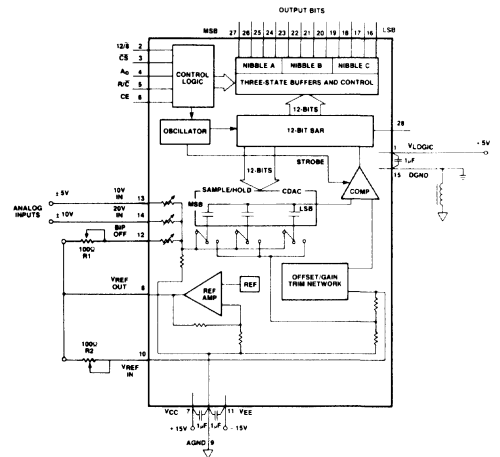 OUTPUT BITS
MSB
LSB
27 26 25 24 23 22 21 20 19 18 17 16
12/8 2
CS 3
A0 4
R/C 5
CE 6
CONTROL
LOGIC
NIBBLE A
NIBBLE B
NIBBLE C
THREE-STATE BUFFERS AND CONTROL
12-BITS
OSCILLATOR
12-BIT SAR
28
1
VLOGIC
- 5V
1µF
15 DGND
12-BITS
STROBE
COMP
SAMPLE/HOLD
CDAC
MSB
LSB
ANALOG
INPUTS
± 5V
± 10V
10V
IN
13
20V
IN
14
BIP
OFF
12
100Ω
R1
VREF
OUT
8
REF
AMP
REF
OFFSET/GAIN
TRIM NETWORK
100Ω
R2
VREF
IN
10
VCC
7
11
VEE
1µF
1µF
+ 15V
- 15V
AGND
9